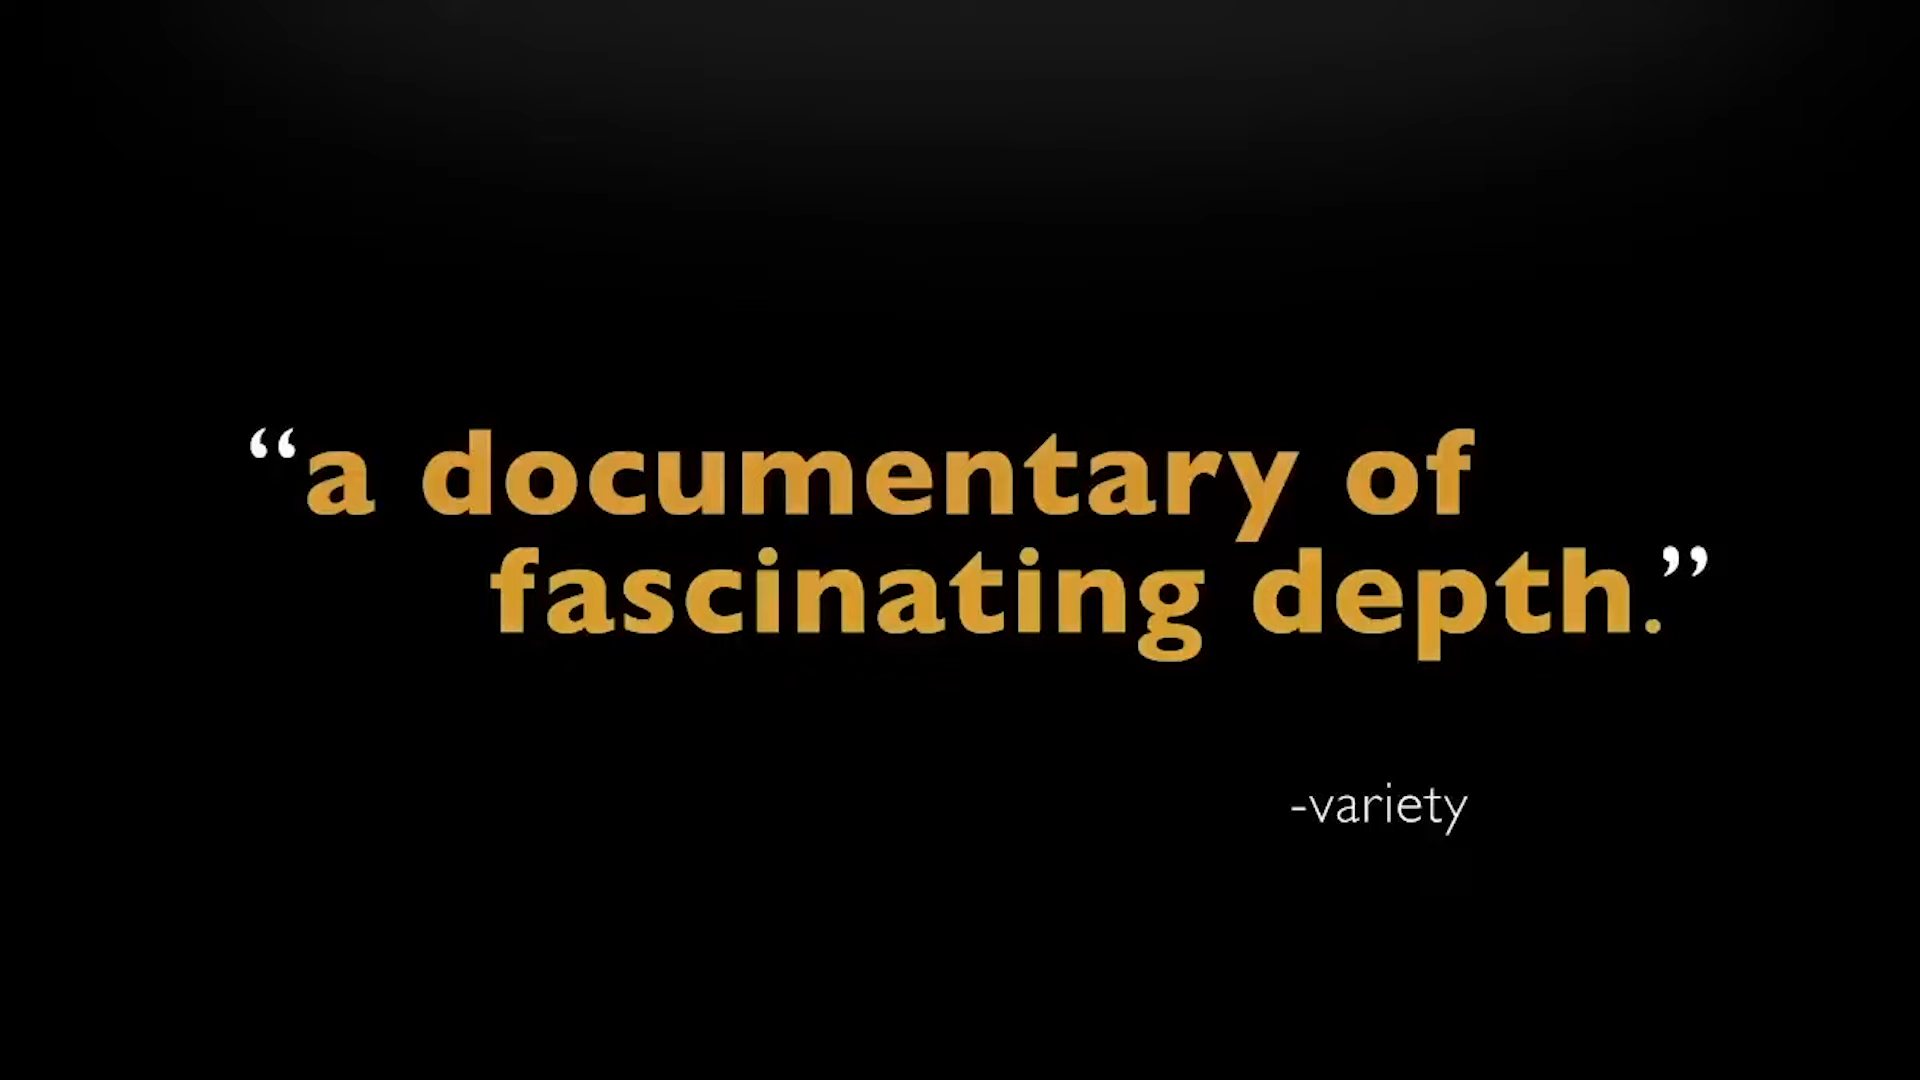 “a documentary of
fascinating depth.”
-variety